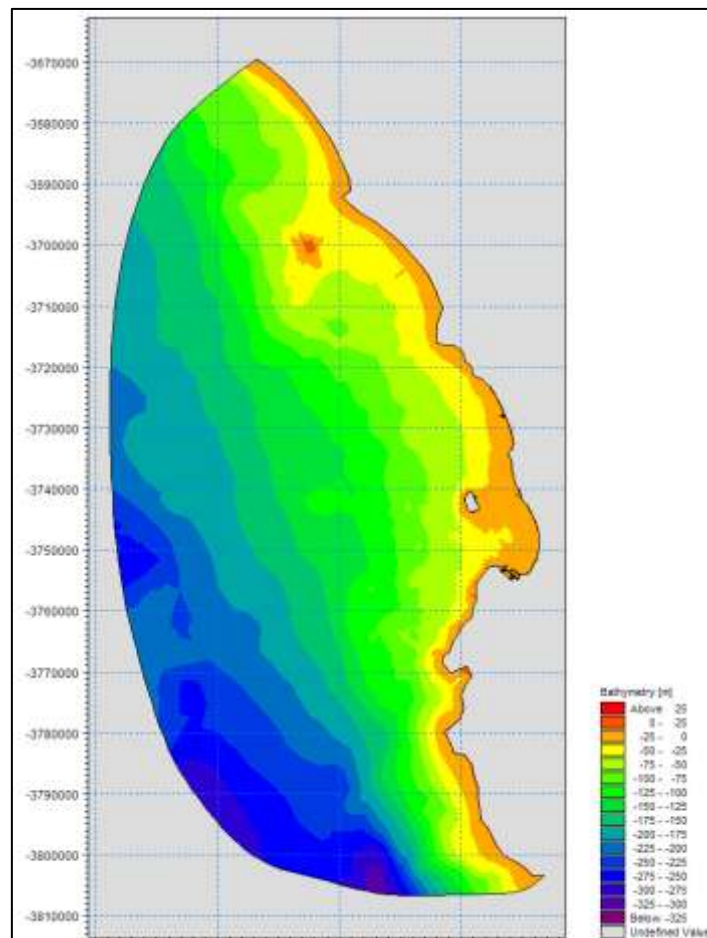 -3670000
-3680000
-3690000
-3700000
-3710000
-3720000
-3730000
-3740000
-3750000
-3760000
-3770000
-3780000
-3790000
-3800000
-3810000
Bathymetry [m]
Above 25
0 - 25
-25 - 0
-50 - -25
-75 - -50
-100 - -75
-125 - -100
-150 - -125
-175 - -150
-200 - -175
-225 - -200
-250 - -225
-275 - -250
-300 - -275
-325 - -300
Below -325
Undefined Value